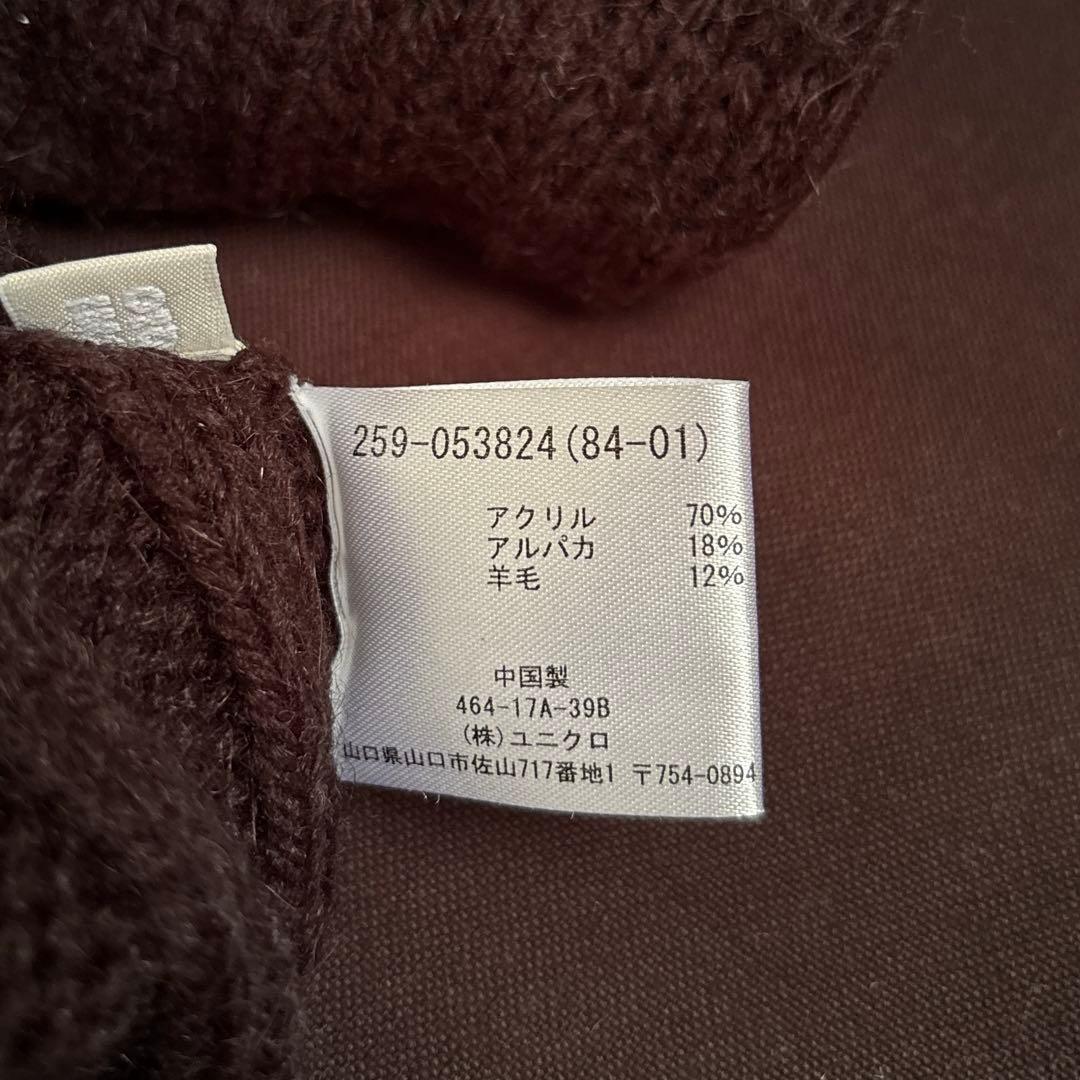 259-053824(84-01)
アクリル 70%
アルパカ 18%
羊毛 12%
中国製
464-17A-39B
(株)ユニクロ
山口県山口市佐山717番地1 〒754-0894